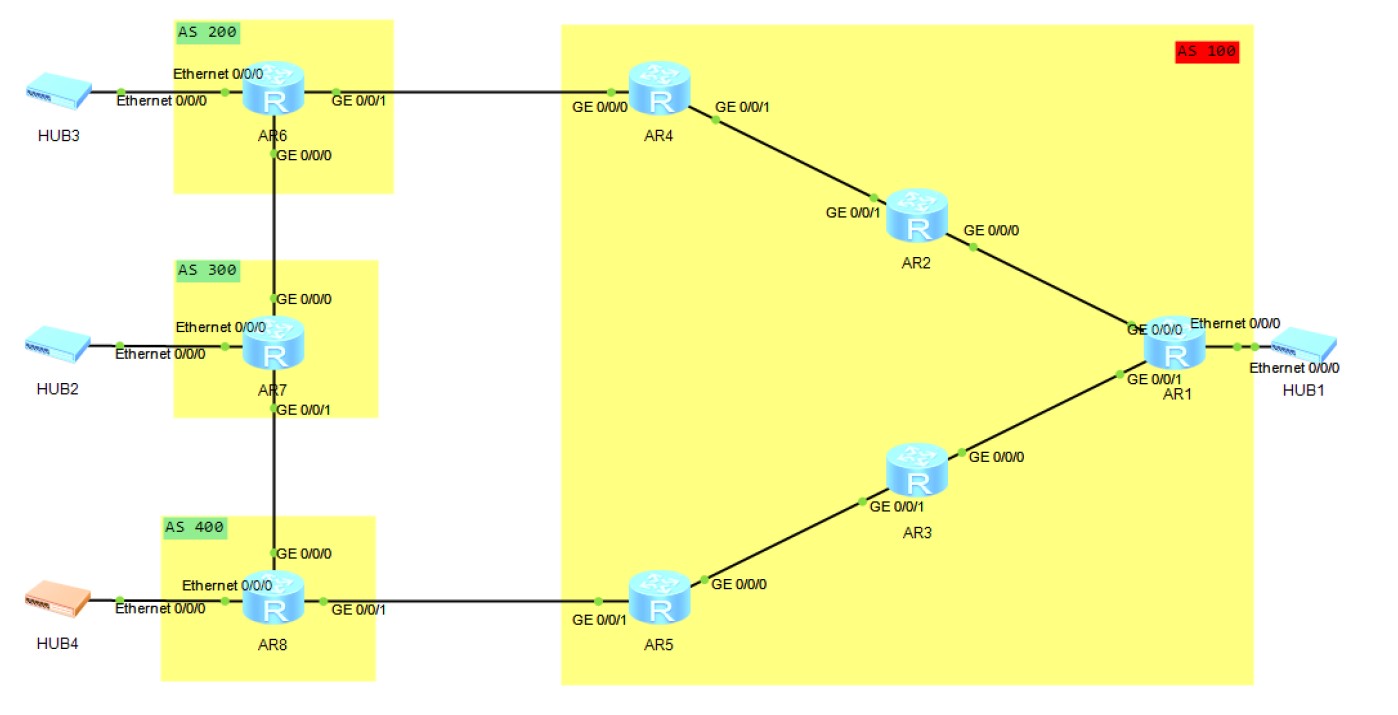 AS 200
AS 100
Ethernet 0/0/0
Ethernet 0/0/0
GE 0/0/1
GE 0/0/0
GE 0/0/1
HUB3
AR6
AR4
GE 0/0/0
GE 0/0/1
GE 0/0/0
AR2
AS 300
GE 0/0/0
Ethernet 0/0/0
Ethernet 0/0/0
GE 0/0/0
Ethernet 0/0/0
Ethernet 0/0/0
HUB2
AR7
GE 0/0/1
AR1
HUB1
GE 0/0/1
GE 0/0/0
GE 0/0/1
AR3
AS 400
GE 0/0/0
Ethernet 0/0/0
GE 0/0/0
Ethernet 0/0/0
GE 0/0/1
GE 0/0/1
HUB4
AR8
AR5